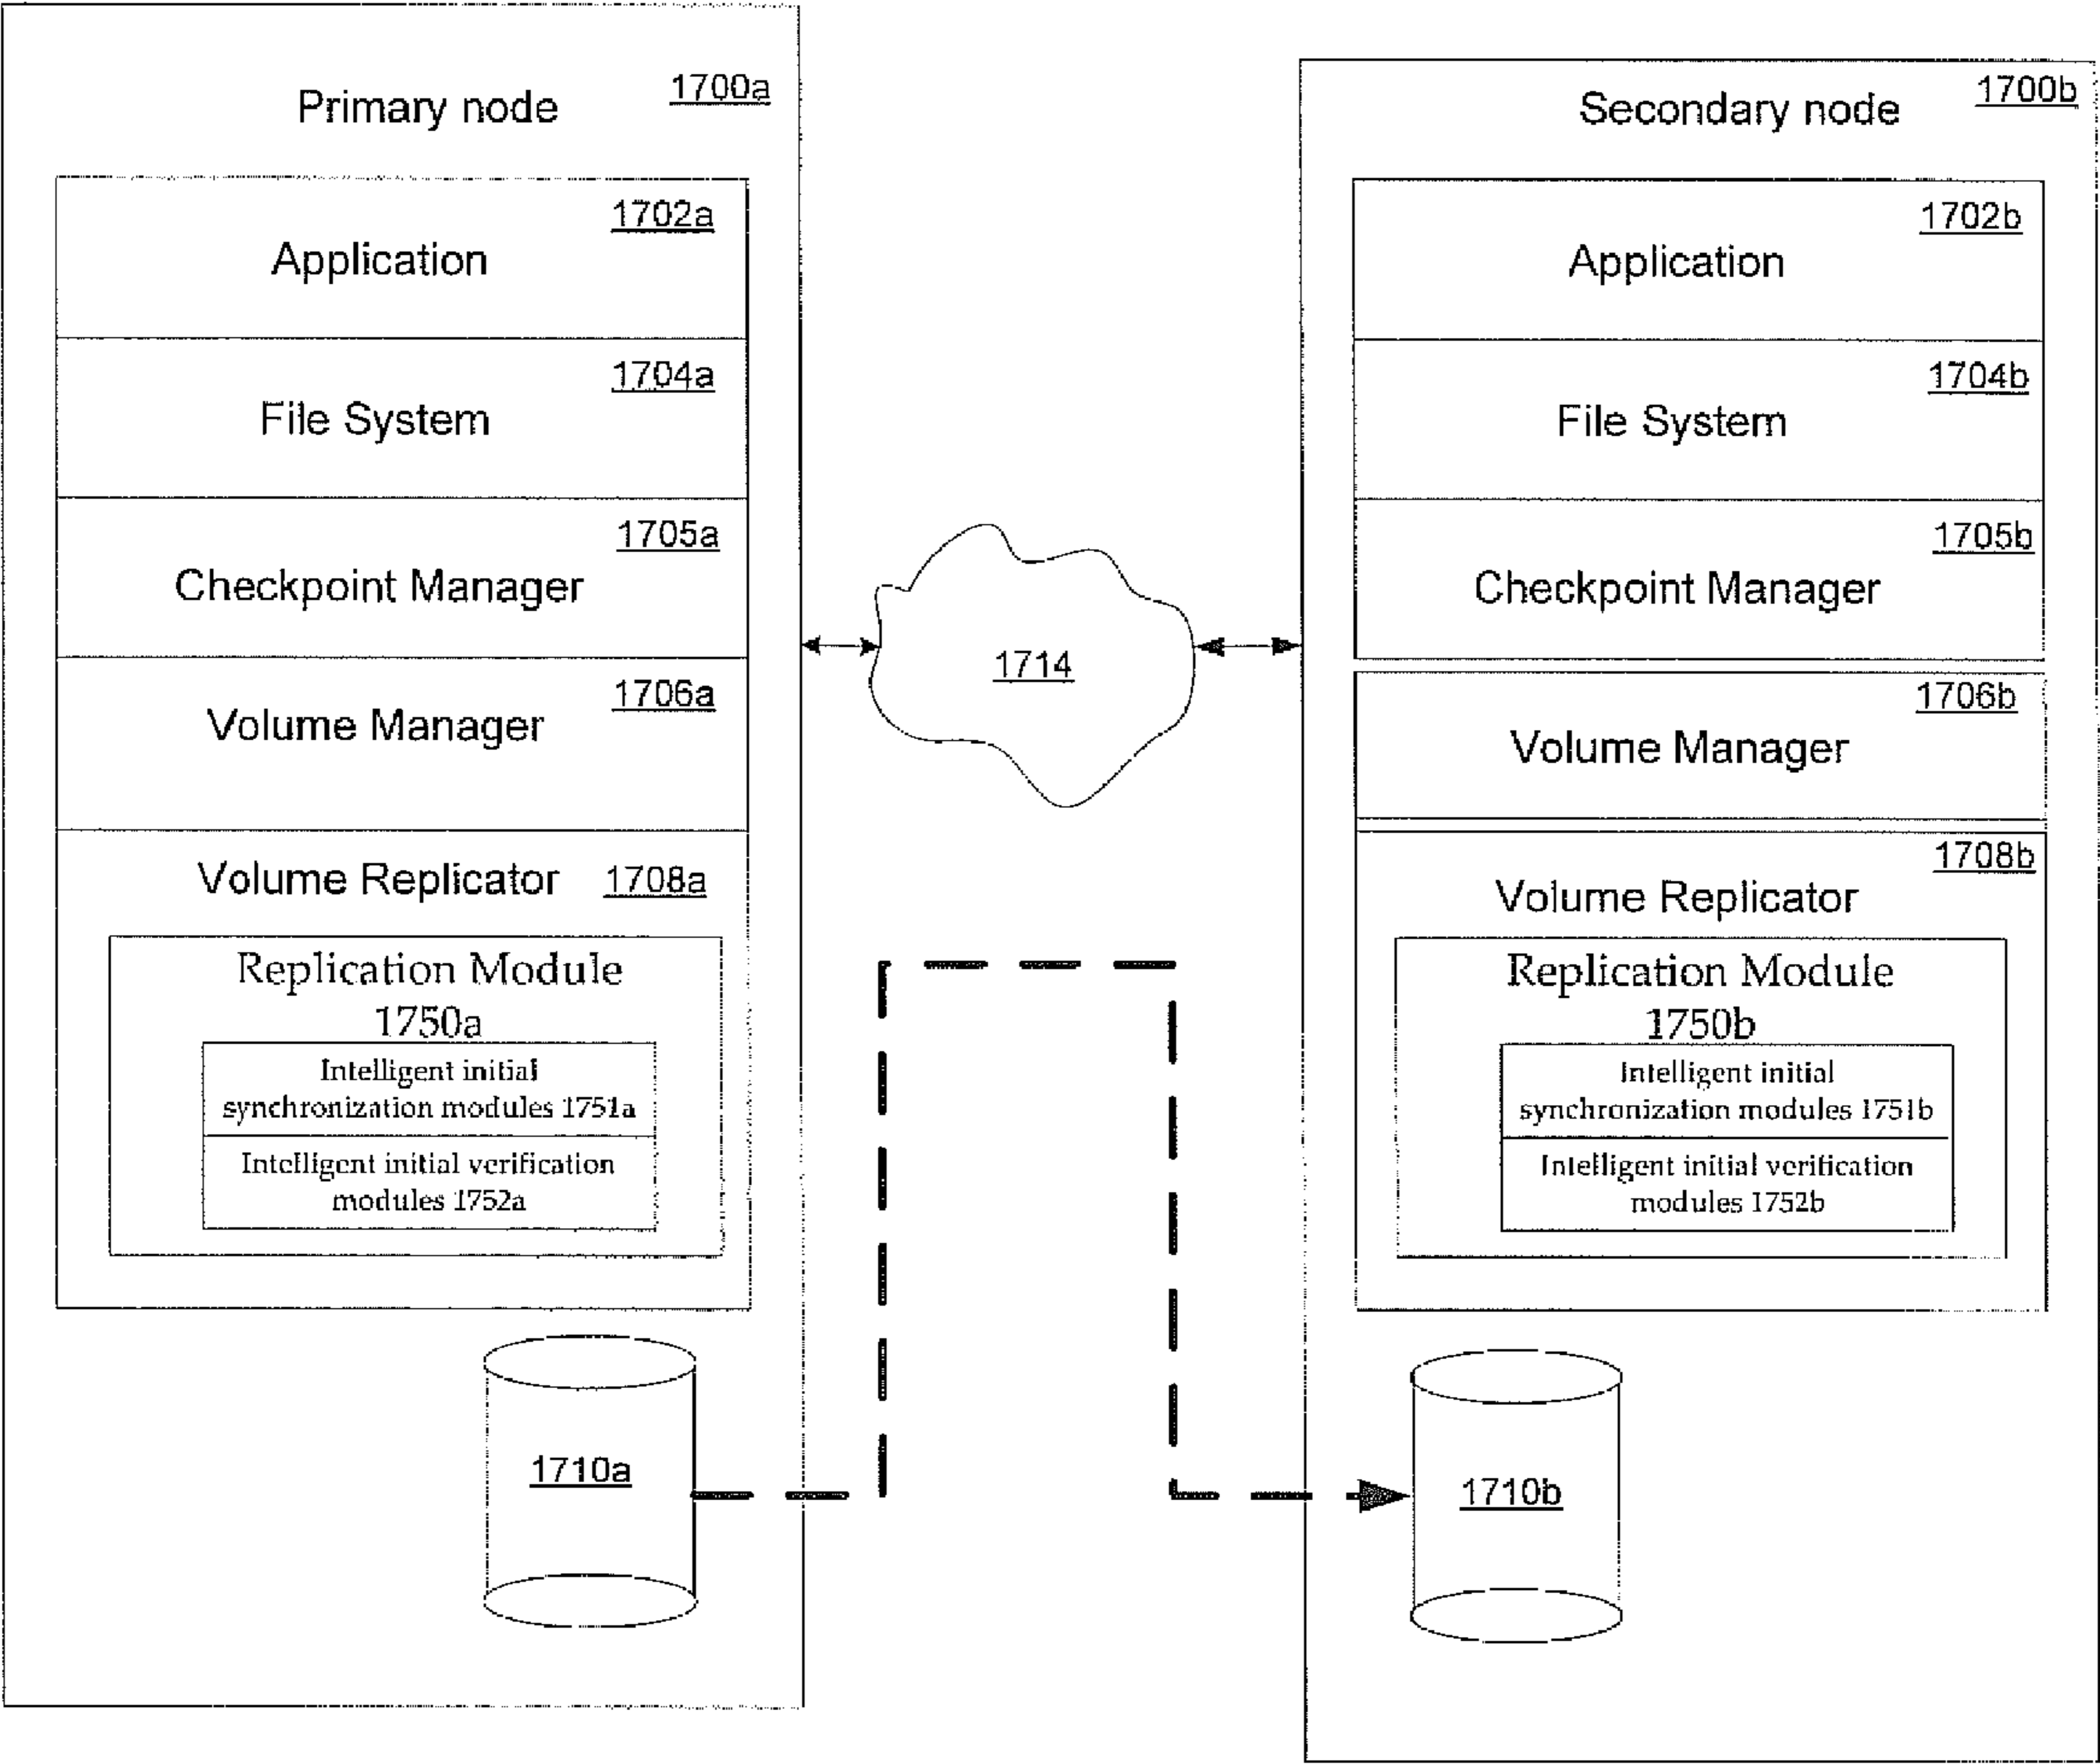 Primary node
1700a
1702a
Application
1704a
File System
1705a
Checkpoint Manager
1706a
Volume Manager
Volume Replicator 1708a
Replication Module
1750a
Intelligent initial
synchronization modules 1751a
Intelligent initial verification
modules 1752a
1710a
1714
Secondary node
1700b
1702b
Application
1704b
File System
1705b
Checkpoint Manager
1706b
Volume Manager
1708b
Volume Replicator
Replication Module
1750b
Intelligent initial
synchronization modules 1751b
Intelligent initial verification
modules 1752b
1710b